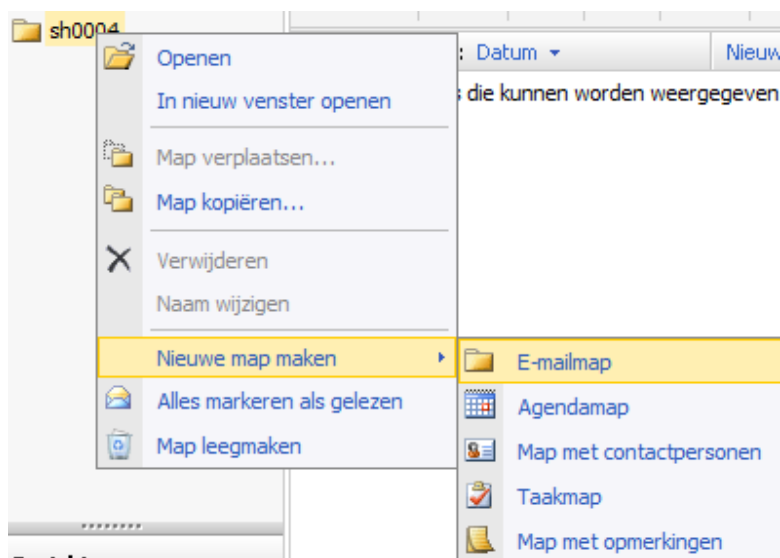 sh0004
: Datum
Nieuw
die kunnen worden weergegeven
Openen
In nieuw venster openen
Map verplaatsen...
Map kopiëren...
Verwijderen
Naam wijzigen
Nieuwe map maken
Alles markeren als gelezen
Map leegmaken
E-mailmap
Agendamap
Map met contactpersonen
Taakmap
Map met opmerkingen